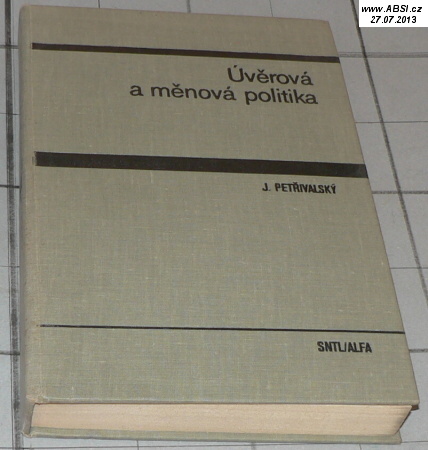 www.ABSI.cz
27.07.2013
Úvěrová
a měnová politika
J. PETŘIVALSKÝ
SNTL/ALFA